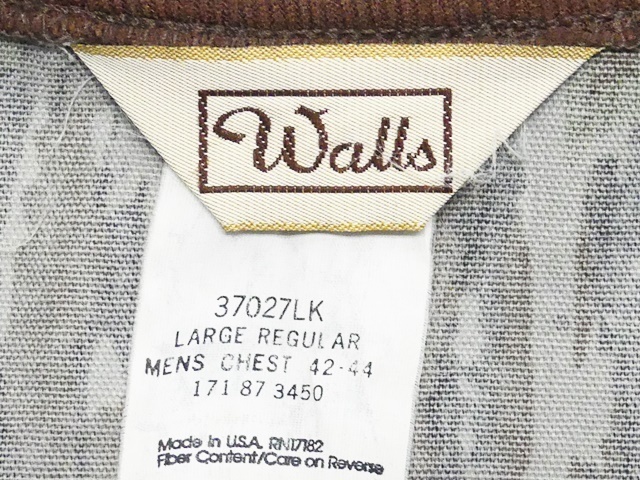 Walls
37027LK
LARGE REGULAR
MENS CHEST 42-44
171 87 3450
Made in U.S.A. RN17182
Fiber Content/Care on Reverse